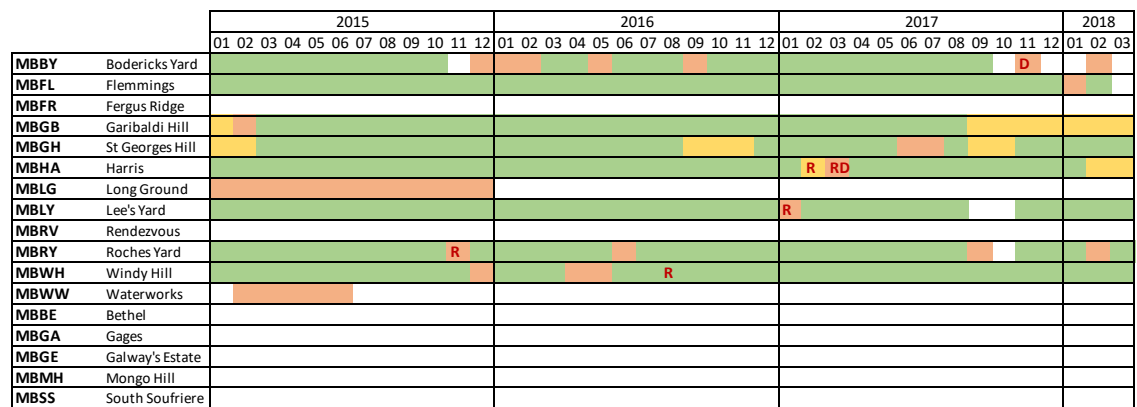 2015 2016 2017 2018
01 02 03 04 05 06 07 08 09 10 11 12 01 02 03 04 05 06 07 08 09 10 11 12 01 02 03 04 05 06 07 08 09 10 11 12 01 02 03
MBBY Bodericks Yard D
MBFL Flemmings
MBFR Fergus Ridge
MBGB Garibaldi Hill
MBGH St Georges Hill
MBHA Harris R RD
MBLG Long Ground
MBLY Lee's Yard R
MBRV Rendezvous
MBRY Roches Yard R
MBWH Windy Hill R
MBWW Waterworks
MBBE Bethel
MBGA Gages
MBGE Galway's Estate
MBMH Mongo Hill
MBSS South Soufriere